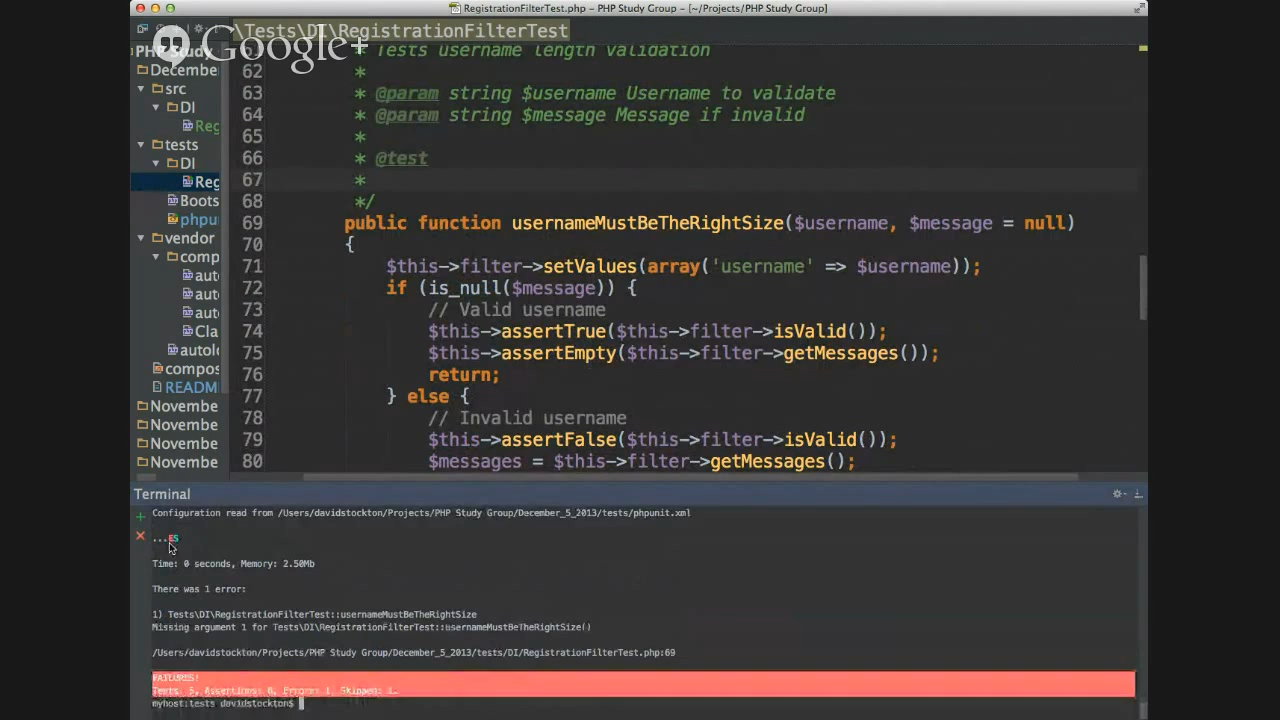 RegistrationFilterTest.php – PHP Study Group – [~/Projects/PHP Study Group]
\Tests\DI\RegistrationFilterTest
Google+
PHP Study
Decembe
src
DI
Reg
tests
DI
Reg
Boots
phpu
vendor
comp
auto
auto
auto
Cla
autolo
compos
README
Novembe
Novembe
Novembe
Novembe
61 * Tests username length validation
62 *
63 * @param string $username Username to validate
64 * @param string $message Message if invalid
65 *
66 * @test
67 *
68 */
69 public function usernameMustBeTheRightSize($username, $message = null)
70 {
71 $this->filter->setValues(array('username' => $username));
72 if (is_null($message)) {
73 // Valid username
74 $this->assertTrue($this->filter->isValid());
75 $this->assertEmpty($this->filter->getMessages());
76 return;
77 } else {
78 // Invalid username
79 $this->assertFalse($this->filter->isValid());
80 $messages = $this->filter->getMessages();
Terminal
Configuration read from /Users/davidstockton/Projects/PHP Study Group/December_5_2013/tests/phpunit.xml
...ES
Time: 0 seconds, Memory: 2.50Mb
There was 1 error:
1) Tests\DI\RegistrationFilterTest::usernameMustBeTheRightSize
Missing argument 1 for Tests\DI\RegistrationFilterTest::usernameMustBeTheRightSize()
/Users/davidstockton/Projects/PHP Study Group/December_5_2013/tests/DI/RegistrationFilterTest.php:69
FAILURES!
Tests: 5, Assertions: 0, Errors: 1, Skipped: 1.
myhost:tests davidstockton$